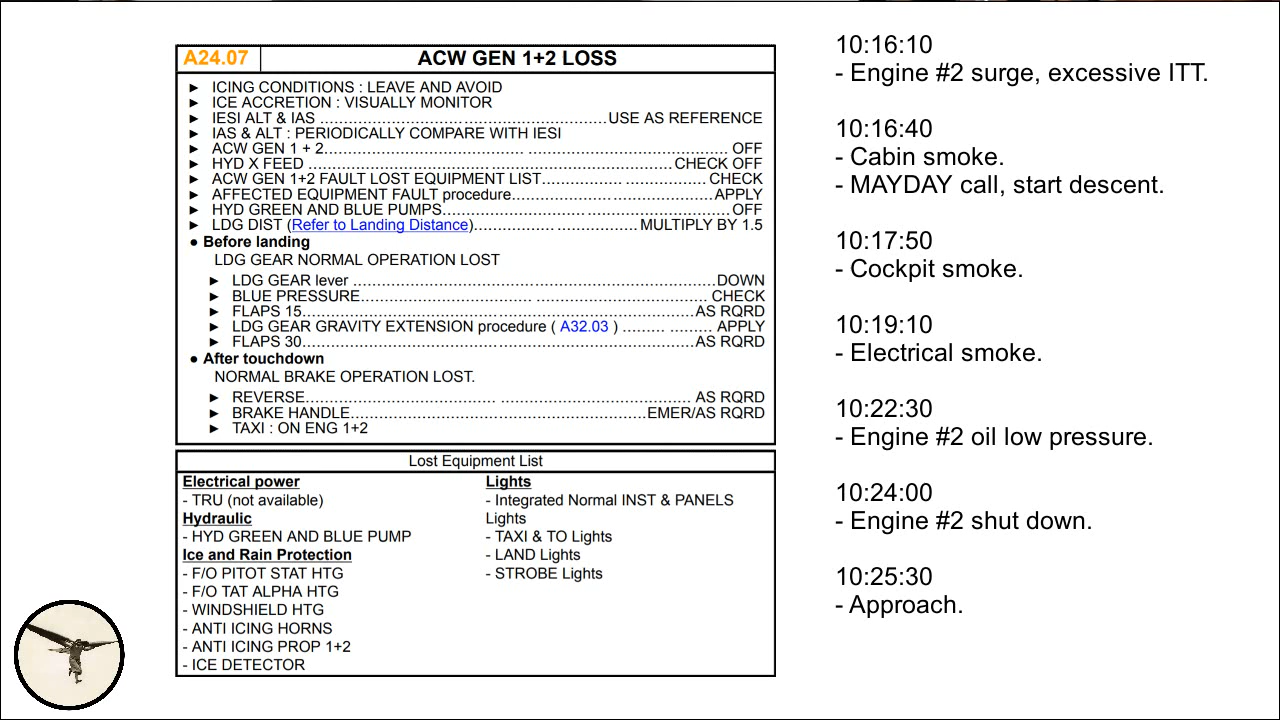 A24.07 ACW GEN 1+2 LOSS
► ICING CONDITIONS : LEAVE AND AVOID
► ICE ACCRETION : VISUALLY MONITOR
► IESI ALT & IAS ..........................................................USE AS REFERENCE
► IAS & ALT : PERIODICALLY COMPARE WITH IESI
► ACW GEN 1 + 2............................................. ............................................ OFF
► HYD X FEED ..................................................................................CHECK OFF
► ACW GEN 1+2 FAULT LOST EQUIPMENT LIST................... .................. CHECK
► AFFECTED EQUIPMENT FAULT procedure..............................................APPLY
► HYD GREEN AND BLUE PUMPS................................. ................................OFF
► LDG DIST (Refer to Landing Distance).................. ..................MULTIPLY BY 1.5
● Before landing
LDG GEAR NORMAL OPERATION LOST
► LDG GEAR lever ....................................................................................DOWN
► BLUE PRESSURE....................................... ....................................... CHECK
► FLAPS 15...........................................................................................AS RQRD
► LDG GEAR GRAVITY EXTENSION procedure ( A32.03 ) ......... ......... APPLY
► FLAPS 30...........................................................................................AS RQRD
● After touchdown
NORMAL BRAKE OPERATION LOST.
► REVERSE........................................... ........................................... AS RQRD
► BRAKE HANDLE....................................................................EMER/AS RQRD
► TAXI : ON ENG 1+2
Lost Equipment List
Electrical power
- TRU (not available)
Hydraulic
- HYD GREEN AND BLUE PUMP
Ice and Rain Protection
- F/O PITOT STAT HTG
- F/O TAT ALPHA HTG
- WINDSHIELD HTG
- ANTI ICING HORNS
- ANTI ICING PROP 1+2
- ICE DETECTOR
Lights
- Integrated Normal INST & PANELS
Lights
- TAXI & TO Lights
- LAND Lights
- STROBE Lights
10:16:10
- Engine #2 surge, excessive ITT.
10:16:40
- Cabin smoke.
- MAYDAY call, start descent.
10:17:50
- Cockpit smoke.
10:19:10
- Electrical smoke.
10:22:30
- Engine #2 oil low pressure.
10:24:00
- Engine #2 shut down.
10:25:30
- Approach.